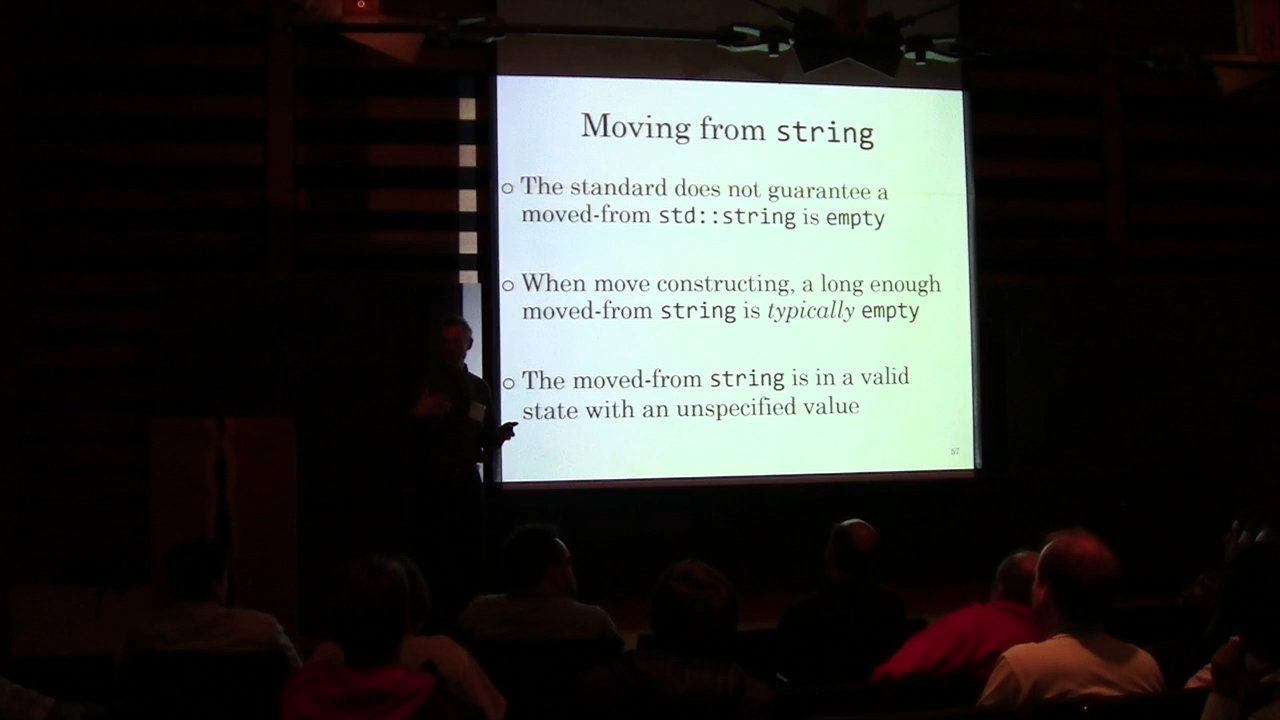 Moving from string
○ The standard does not guarantee a
moved-from std::string is empty
○ When move constructing, a long enough
moved-from string is typically empty
○ The moved-from string is in a valid
state with an unspecified value
57